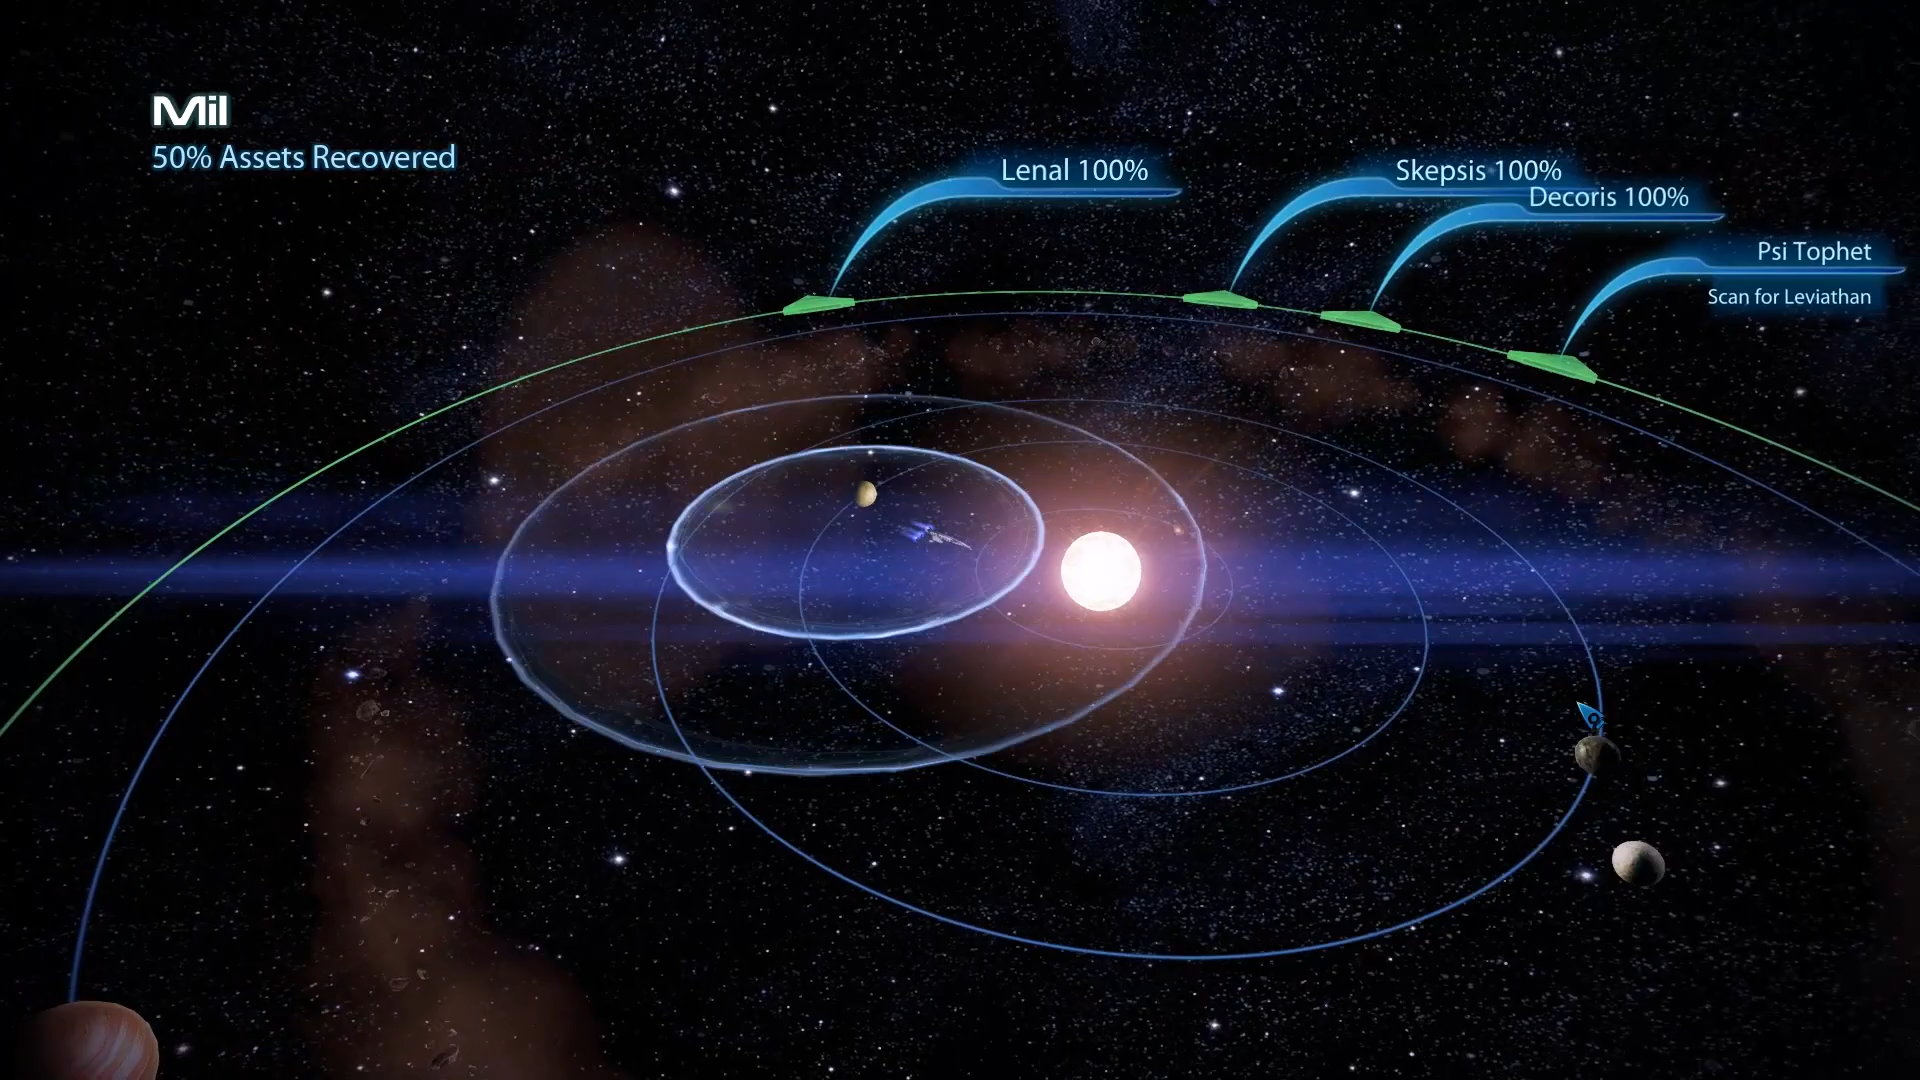 Mil
50% Assets Recovered
Lenal 100%
Skepsis 100%
Decoris 100%
Psi Tophet
Scan for Leviathan